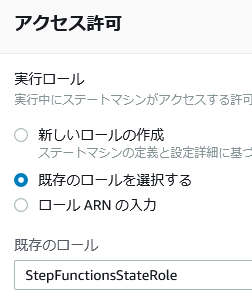 アクセス許可
実行ロール
実行中にステートマシンがアクセスする許可
新しいロールの作成
ステートマシンの定義と設定詳細に基づ
既存のロールを選択する
ロール ARN の入力
既存のロール
StepFunctionsStateRole